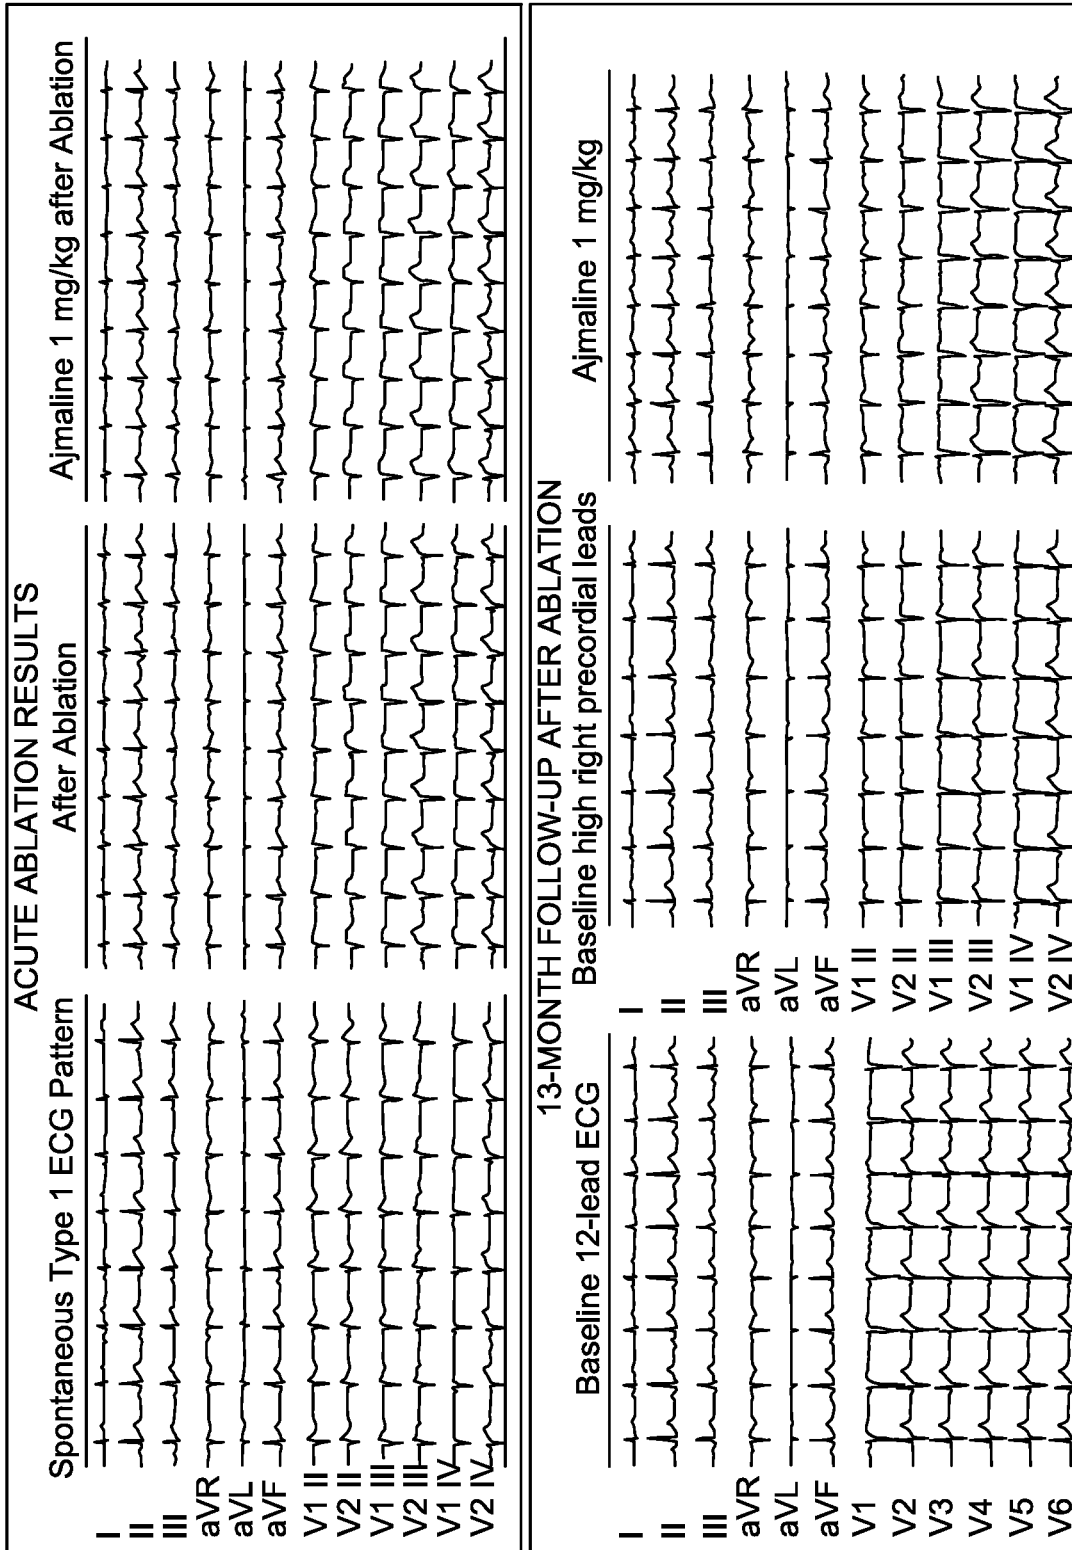 ACUTE ABLATION RESULTS
Spontaneous Type 1 ECG Pattern
After Ablation
Ajmaline 1 mg/kg after Ablation
I
II
III
aVR
aVL
aVF
V1 II
V2 II
V1 III
V2 III
V1 IV
V2 IV
13-MONTH FOLLOW-UP AFTER ABLATION
Baseline 12-lead ECG
Baseline high right precordial leads
Ajmaline 1 mg/kg
I
II
III
aVR
aVL
aVF
V1
V2
V3
V4
V5
V6
I
II
III
aVR
aVL
aVF
V1 II
V2 II
V1 III
V2 III
V1 IV
V2 IV